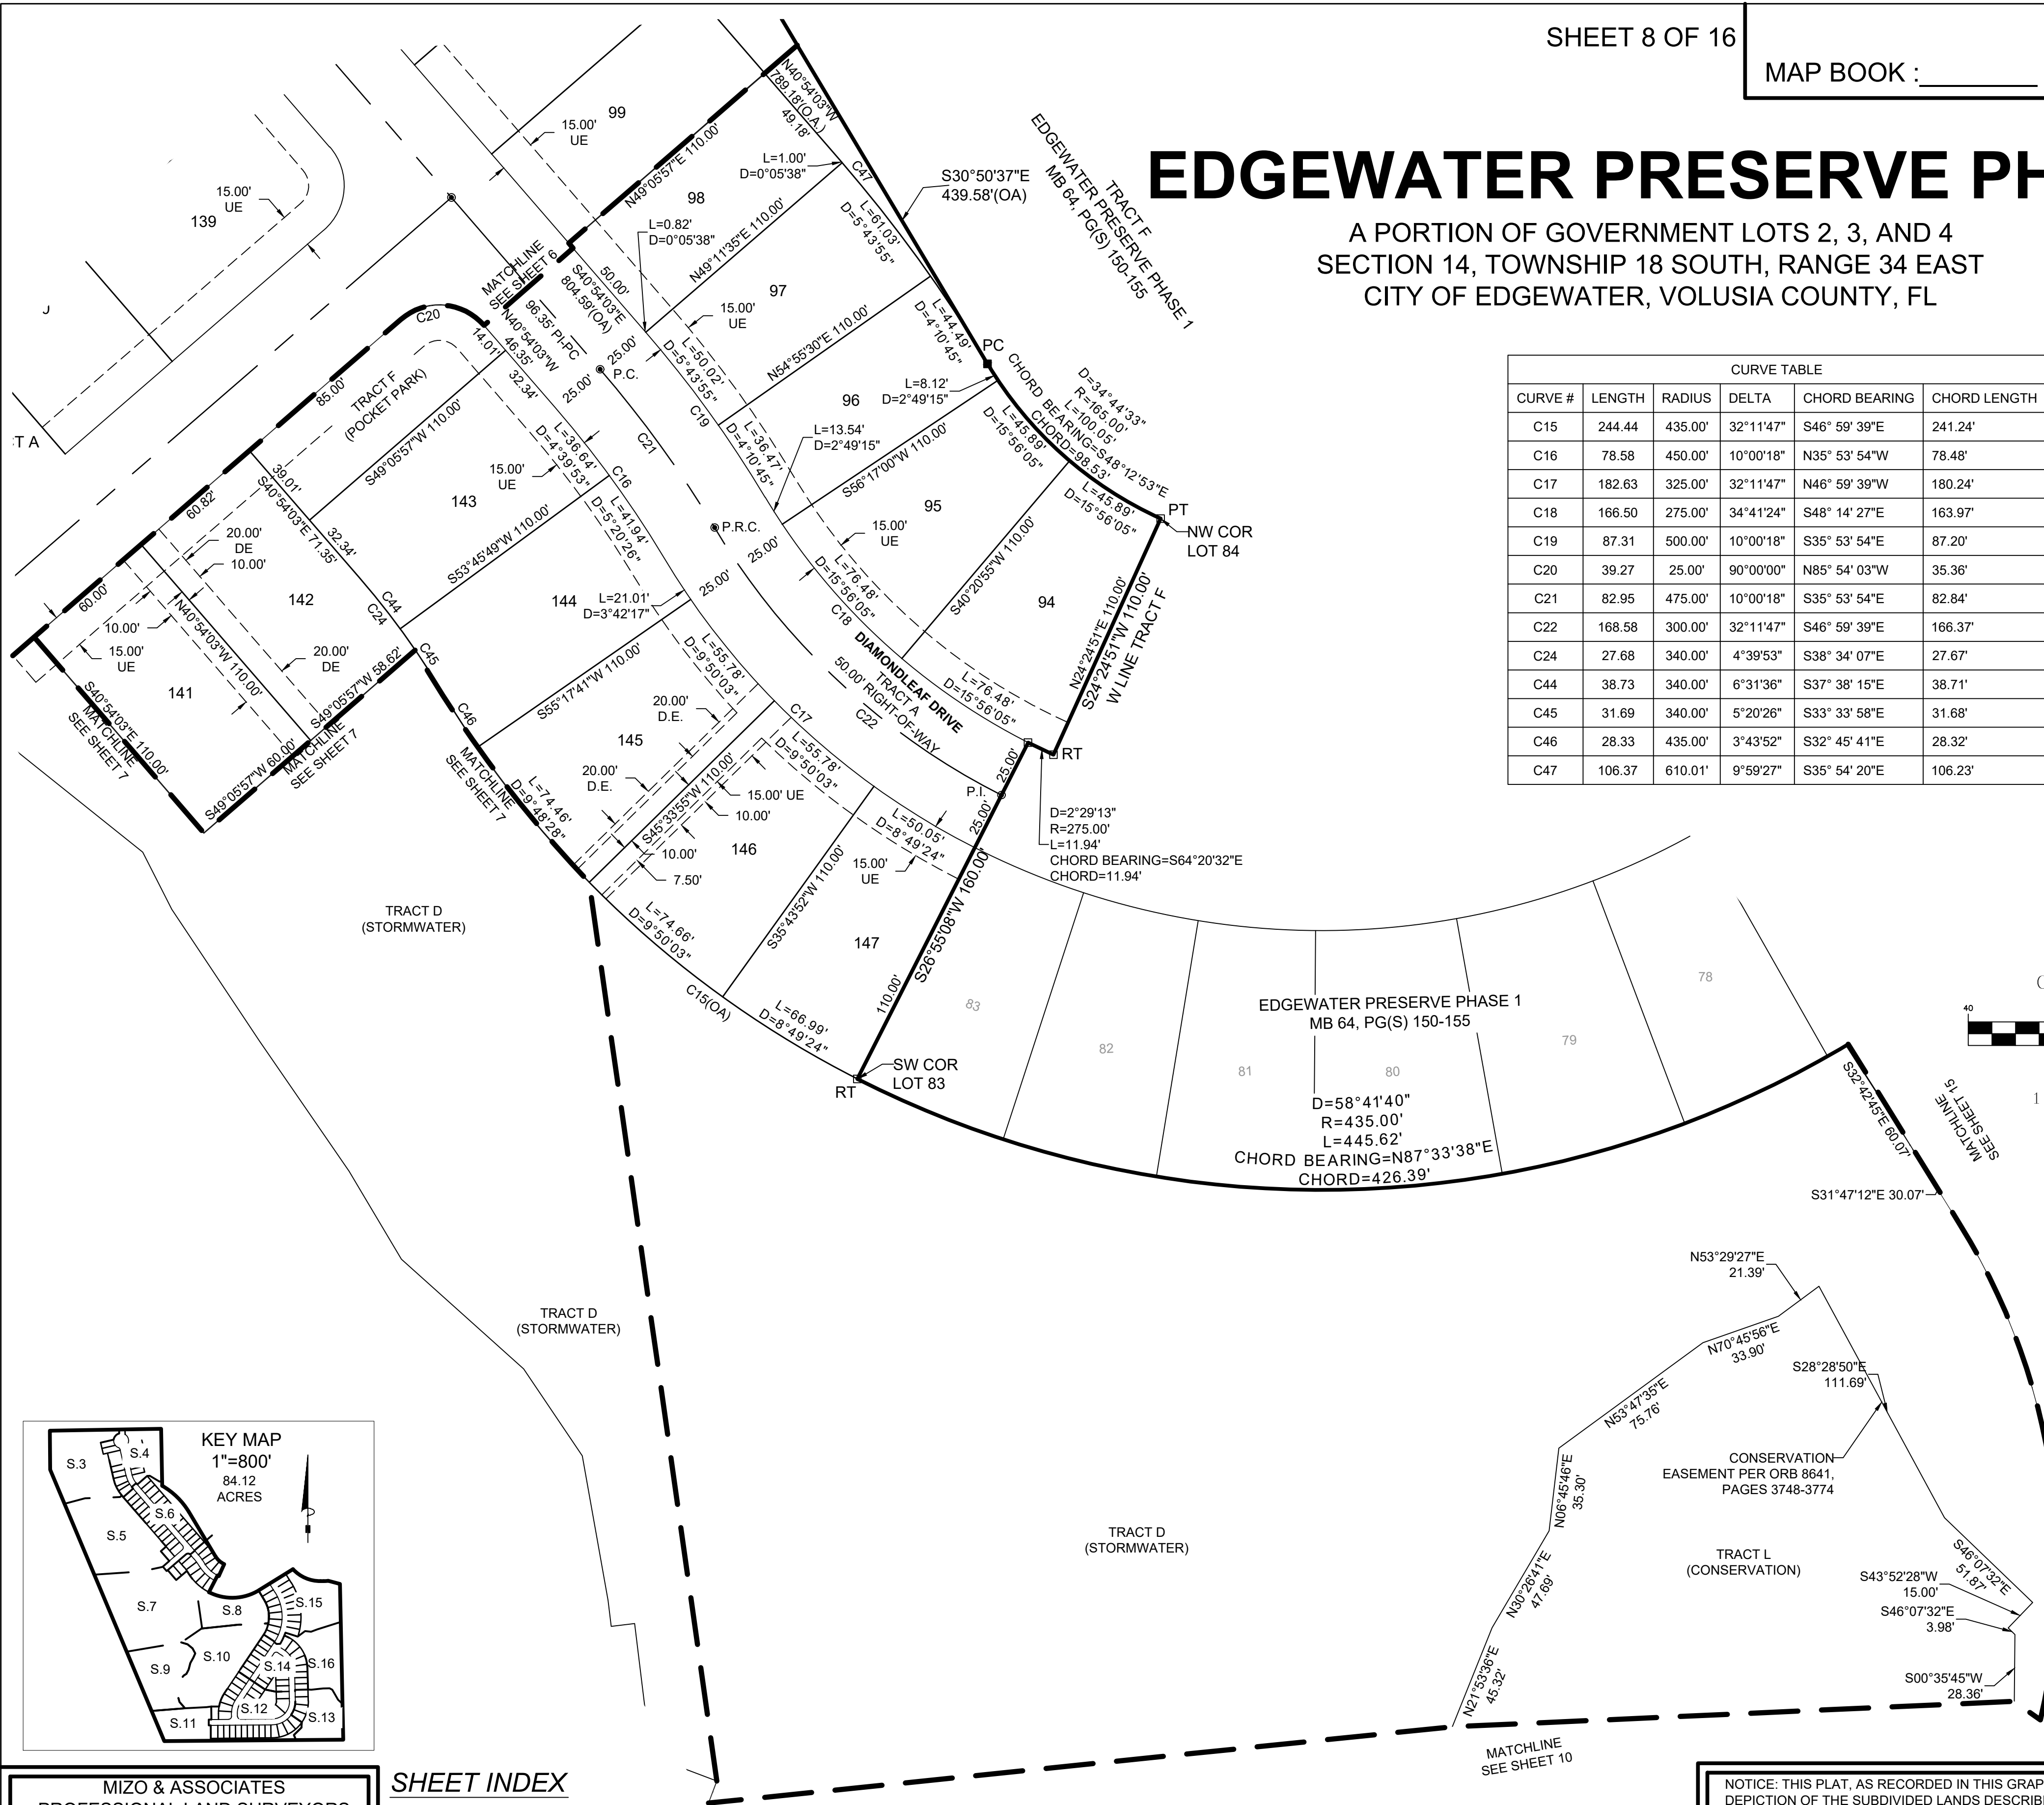 SHEET 8 OF 16
MAP BOOK :
EDGEWATER PRESERVE PH
A PORTION OF GOVERNMENT LOTS 2, 3, AND 4
SECTION 14, TOWNSHIP 18 SOUTH, RANGE 34 EAST
CITY OF EDGEWATER, VOLUSIA COUNTY, FL
CURVE TABLE
CURVE # LENGTH RADIUS DELTA CHORD BEARING CHORD LENGTH
C15 244.44 435.00' 32°11'47" S46° 59' 39"E 241.24'
C16 78.58 450.00' 10°00'18" N35° 53' 54"W 78.48'
C17 182.63 325.00' 32°11'47" N46° 59' 39"W 180.24'
C18 166.50 275.00' 34°41'24" S48° 14' 27"E 163.97'
C19 87.31 500.00' 10°00'18" S35° 53' 54"E 87.20'
C20 39.27 25.00' 90°00'00" N85° 54' 03"W 35.36'
C21 82.95 475.00' 10°00'18" S35° 53' 54"E 82.84'
C22 168.58 300.00' 32°11'47" S46° 59' 39"E 166.37'
C24 27.68 340.00' 4°39'53" S38° 34' 07"E 27.67'
C44 38.73 340.00' 6°31'36" S37° 38' 15"E 38.71'
C45 31.69 340.00' 5°20'26" S33° 33' 58"E 31.68'
C46 28.33 435.00' 3°43'52" S32° 45' 41"E 28.32'
C47 106.37 610.01' 9°59'27" S35° 54' 20"E 106.23'
99
15.00'
UE
139
15.00'
UE
J
T A
N40°54'03"W
789.18'(O.A.)
49.18'
C47
S30°50'37"E
439.58'(OA)
TRACT F
EDGEWATER PRESERVE PHASE 1
MB 64, PG(S) 150-155
N49°05'57"E 110.00'
98
L=1.00'
D=0°05'38"
L=0.82'
D=0°05'38"
N49°11'35"E 110.00'
L=61.03'
D=5°43'55"
97
15.00'
UE
N54°55'30"E 110.00'
L=44.49'
D=4°10'45"
PC
MATCHLINE
SEE SHEET 6
S40°54'03"E
804.59'(OA)
50.00'
N40°54'03"W
46.35'
96.35' PI-PC
25.00'
25.00'
P.C.
L=50.02'
D=5°43'55"
C19
C21
96
L=8.12'
D=2°49'15"
L=13.54'
D=2°49'15"
L=36.47'
D=4°10'45"
S56°17'00"W 110.00'
D=34°44'33"
R=165.00'
L=100.05'
CHORD BEARING=S48°12'53"E
CHORD=98.53'
L=45.89'
D=15°56'05"
L=45.89'
D=15°56'05"
PT
NW COR
LOT 84
95
15.00'
UE
S40°20'55"W 110.00'
94
N24°24'51"E 110.00'
S24°24'51"W 110.00'
W LINE TRACT F
L=76.48'
D=15°56'05"
L=76.48'
D=15°56'05"
C18
DIAMONDLEAF DRIVE
TRACT A
50.00' RIGHT-OF-WAY
C22
P.R.C.
25.00'
25.00'
RT
25.00'
P.I.
25.00'
D=2°29'13"
R=275.00'
L=11.94'
CHORD BEARING=S64°20'32"E
CHORD=11.94'
C20
14.01'
85.00'
TRACT F
(POCKET PARK)
S49°05'57"W 110.00'
32.34'
L=36.64'
D=4°39'53"
C16
143
15.00'
UE
39.01'
S40°54'03"E 71.35'
32.34'
60.82'
20.00'
DE
10.00'
S53°45'49"W 110.00'
L=41.94'
D=5°20'26"
144
L=21.01'
D=3°42'17"
C44
C24
C45
142
60.00'
10.00'
15.00'
UE
N40°54'03"W 110.00'
20.00'
DE
141
S40°54'03"E 110.00'
MATCHLINE
SEE SHEET 7
S49°05'57"W 58.62'
S49°05'57"W 60.00'
MATCHLINE
SEE SHEET 7
S55°17'41"W 110.00'
C46
MATCHLINE
SEE SHEET 7
L=55.78'
D=9°50'03"
145
20.00'
D.E.
20.00'
D.E.
C17
L=74.46'
D=9°48'28"
S45°33'55"W 110.00'
15.00' UE
10.00'
10.00'
7.50'
146
L=55.78'
D=9°50'03"
L=50.05'
D=8°49'24"
15.00'
UE
S35°43'52"W 110.00'
147
S26°55'08"W 160.00'
110.00'
L=74.66'
D=9°50'03"
C15(OA)
L=66.99'
D=8°49'24"
SW COR
LOT 83
RT
83
82
81
80
79
78
EDGEWATER PRESERVE PHASE 1
MB 64, PG(S) 150-155
D=58°41'40"
R=435.00'
L=445.62'
CHORD BEARING=N87°33'38"E
CHORD=426.39'
40
1
S32°42'45"E 60.07'
MATCHLINE
SEE SHEET 15
S31°47'12"E 30.07'
TRACT D
(STORMWATER)
TRACT D
(STORMWATER)
TRACT D
(STORMWATER)
N53°29'27"E
21.39'
N70°45'56"E
33.90'
S28°28'50"E
111.69'
N53°47'35"E
75.76'
CONSERVATION
EASEMENT PER ORB 8641,
PAGES 3748-3774
N06°45'46"E
35.30'
TRACT L
(CONSERVATION)
S46°07'32"E
51.87'
N30°26'41"E
47.69'
S43°52'28"W
15.00'
S46°07'32"E
3.98'
N21°53'36"E
45.32'
S00°35'45"W
28.36'
MATCHLINE
SEE SHEET 10
KEY MAP
1"=800'
84.12
ACRES
S.3
S.4
S.6
S.5
S.7
S.8
S.15
S.9
S.10
S.14
S.16
S.12
S.11
S.13
MIZO & ASSOCIATES
PROFESSIONAL LAND SURVEYORS
SHEET INDEX
NOTICE: THIS PLAT, AS RECORDED IN THIS GRAP
DEPICTION OF THE SUBDIVIDED LANDS DESCRIB